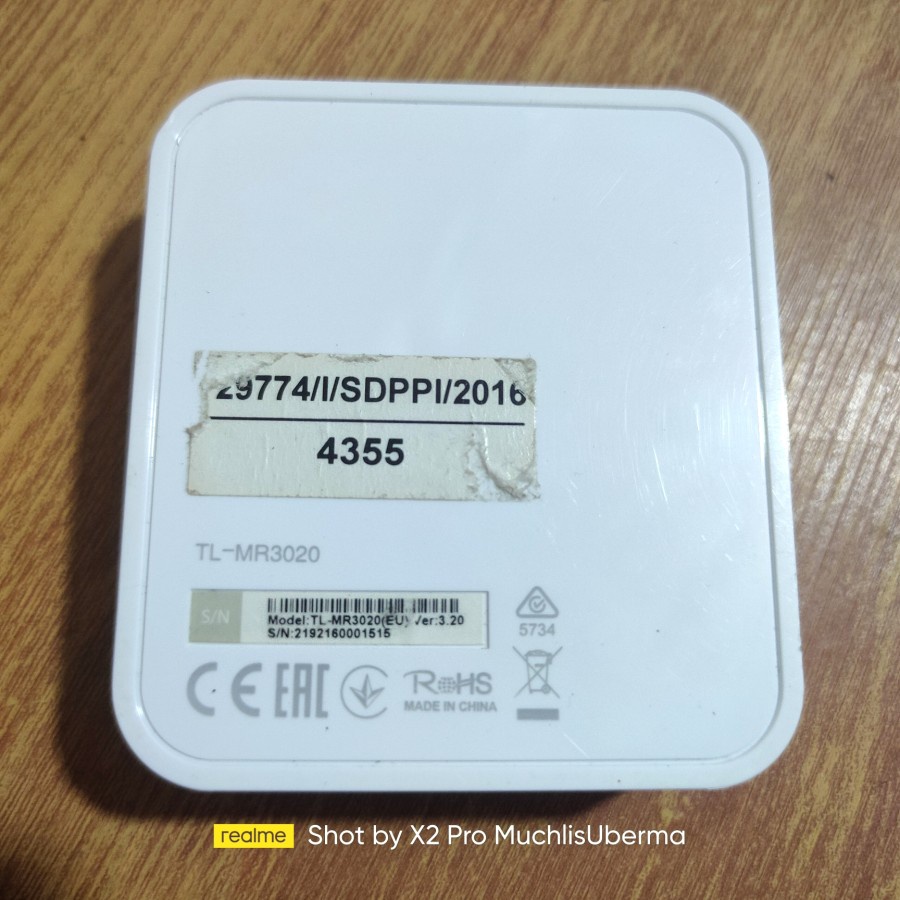 29774/I/SDPPI/2016
4355
TL-MR3020
S/N
Model:TL-MR3020(EU) Ver:3.20
S/N:2192160001515
5734
CE EAC
RoHS
MADE IN CHINA
realme Shot by X2 Pro MuchlisUberma